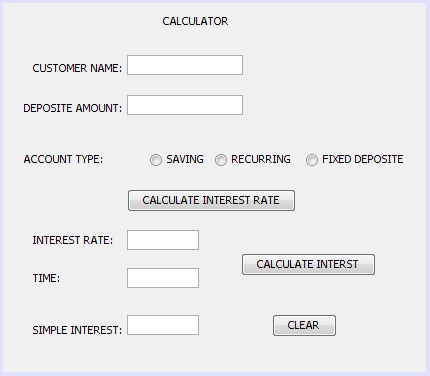 CALCULATOR
CUSTOMER NAME:
DEPOSITE AMOUNT:
ACCOUNT TYPE: SAVING RECURRING FIXED DEPOSITE
CALCULATE INTEREST RATE
INTEREST RATE:
CALCULATE INTERST
TIME:
SIMPLE INTEREST: CLEAR